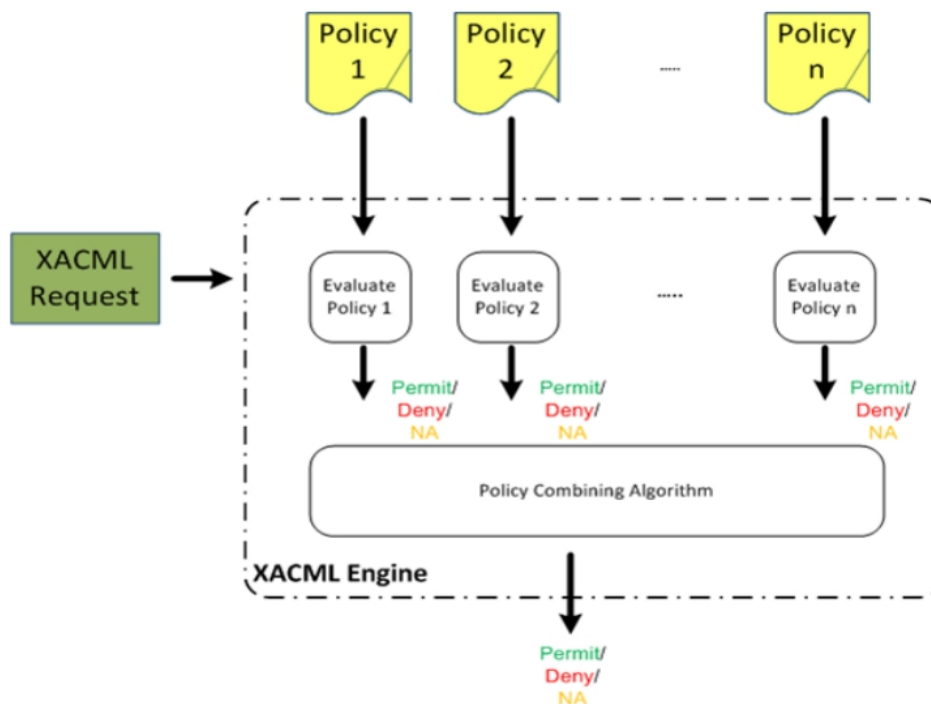 Policy
1
Policy
2
.....
Policy
n
XACML
Request
Evaluate
Policy 1
Evaluate
Policy 2
.....
Evaluate
Policy n
Permit/
Deny/
NA
Permit/
Deny/
NA
Permit/
Deny/
NA
Policy Combining Algorithm
XACML Engine
Permit/
Deny/
NA